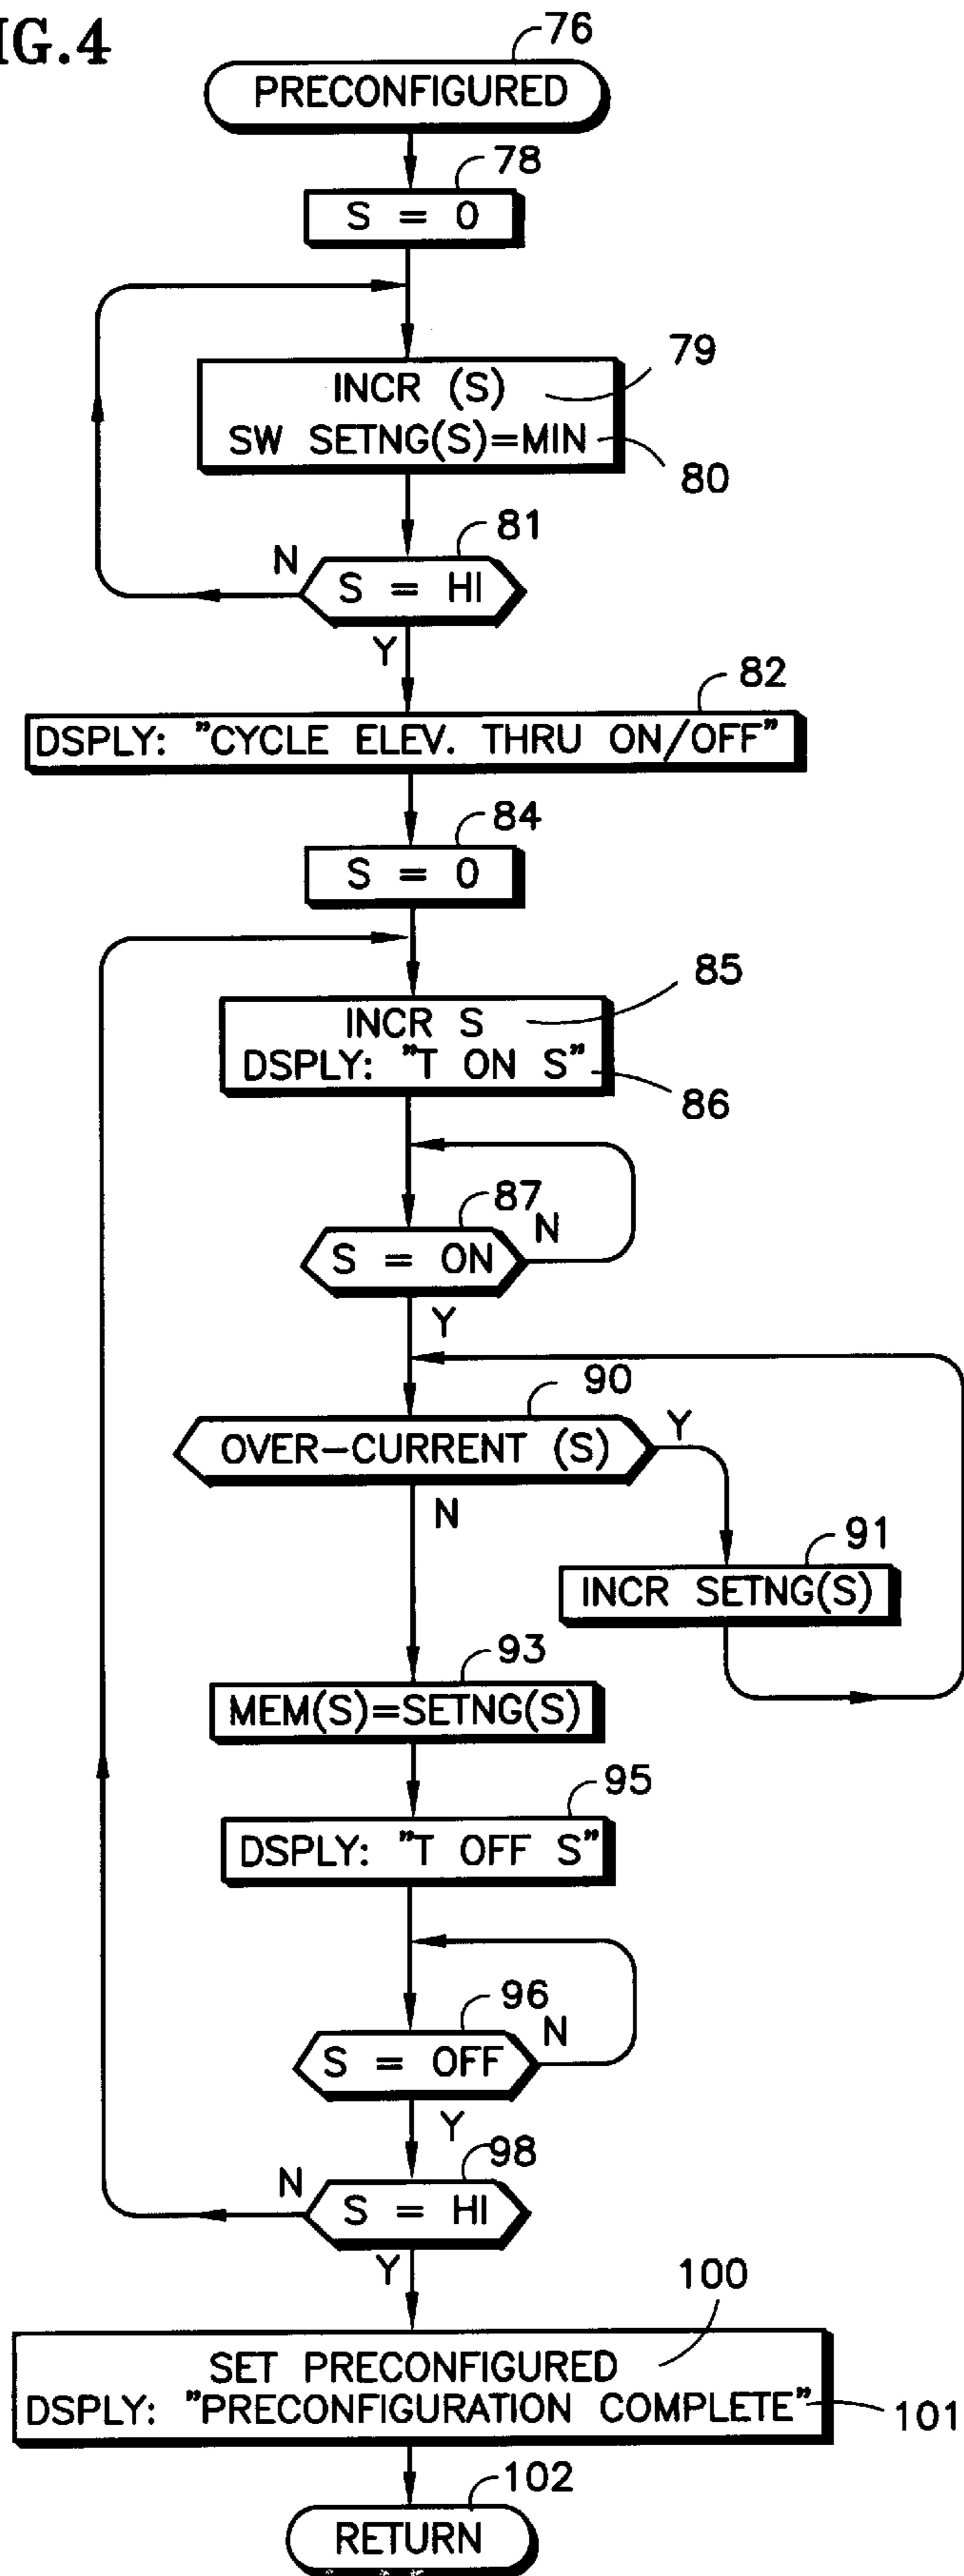 IG.4
76
PRECONFIGURED
78
S = 0
79
INCR (S)
SW SETNG(S)=MIN
80
81
N
S = HI
Y
82
DSPLY: "CYCLE ELEV. THRU ON/OFF"
84
S = 0
85
INCR S
DSPLY: "T ON S"
86
87
N
S = ON
Y
90
Y
OVER-CURRENT (S)
N
91
INCR SETNG(S)
93
MEM(S)=SETNG(S)
95
DSPLY: "T OFF S"
96
N
S = OFF
Y
98
N
S = HI
Y
100
SET PRECONFIGURED
DSPLY: "PRECONFIGURATION COMPLETE"
101
102
RETURN